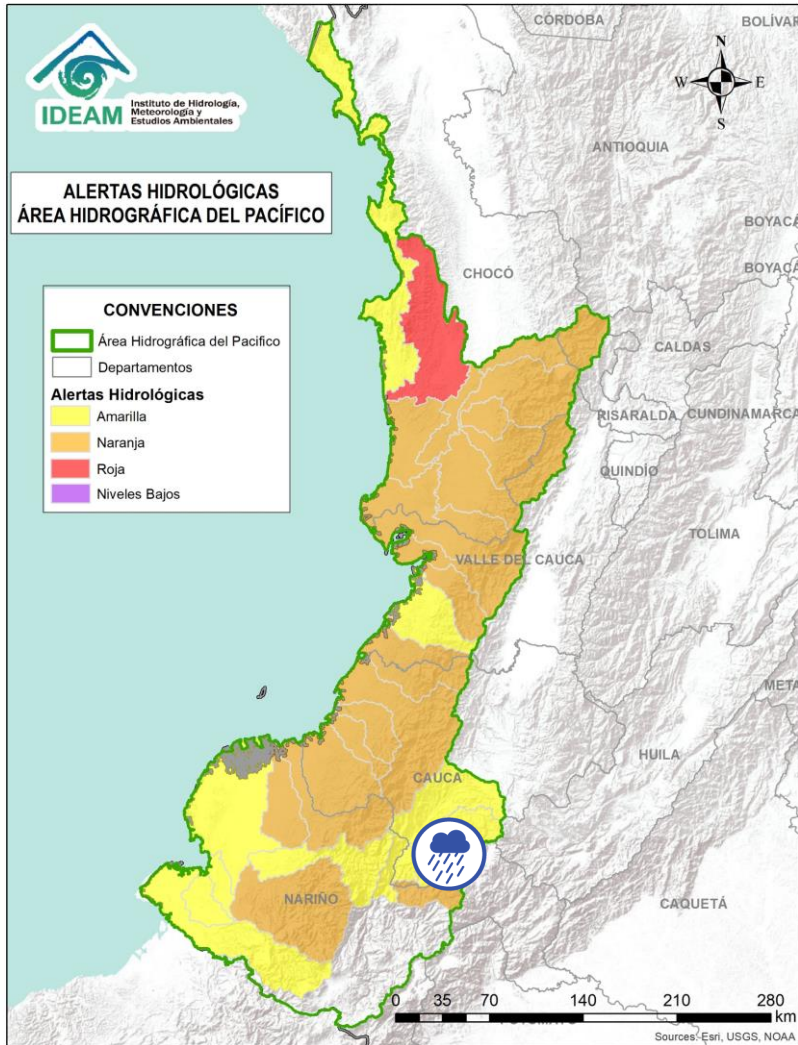 CÓRDOBA
BOLÍVAR
N
W
E
S
IDEAM
Instituto de Hidrología,
Meteorología y
Estudios Ambientales
ANTIOQUIA
ALERTAS HIDROLÓGICAS
ÁREA HIDROGRÁFICA DEL PACÍFICO
BOYACÁ
BOYACÁ
CHOCÓ
CONVENCIONES
Área Hidrográfica del Pacifico
Departamentos
Alertas Hidrológicas
Amarilla
Naranja
Roja
Niveles Bajos
CALDAS
RISARALDA
CUNDINAMARCA
QUINDÍO
TOLIMA
VALLE DEL CAUCA
META
HUILA
CAUCA
NARIÑO
CAQUETÁ
0 35 70 140 210 280
km
Sources: Esri, USGS, NOAA